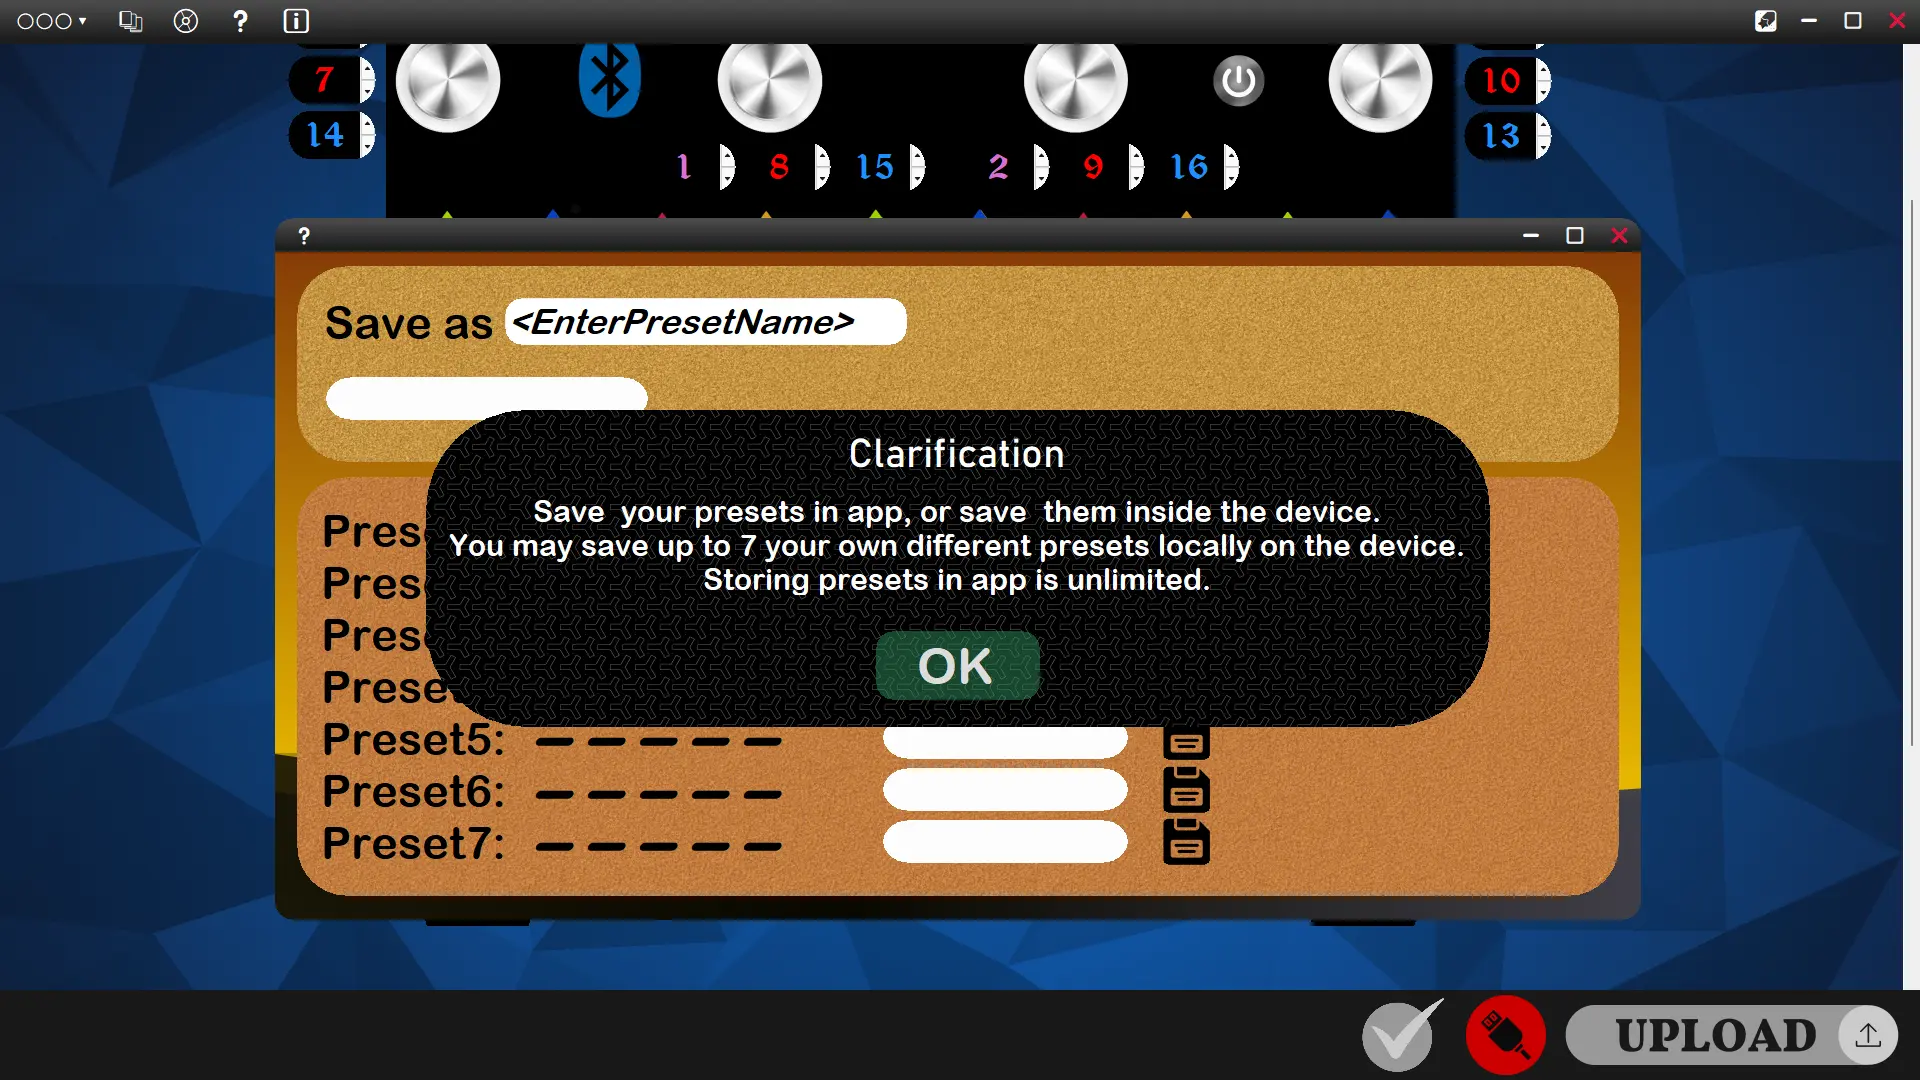 ?
7
10
14
13
1 8 15 2 9 16
?
Save as <EnterPresetName>
Clarification
Save your presets in app, or save them inside the device.
You may save up to 7 your own different presets locally on the device.
Storing presets in app is unlimited.
OK
Preset5: — — — — —
Preset6: — — — — —
Preset7: — — — — —
UPLOAD